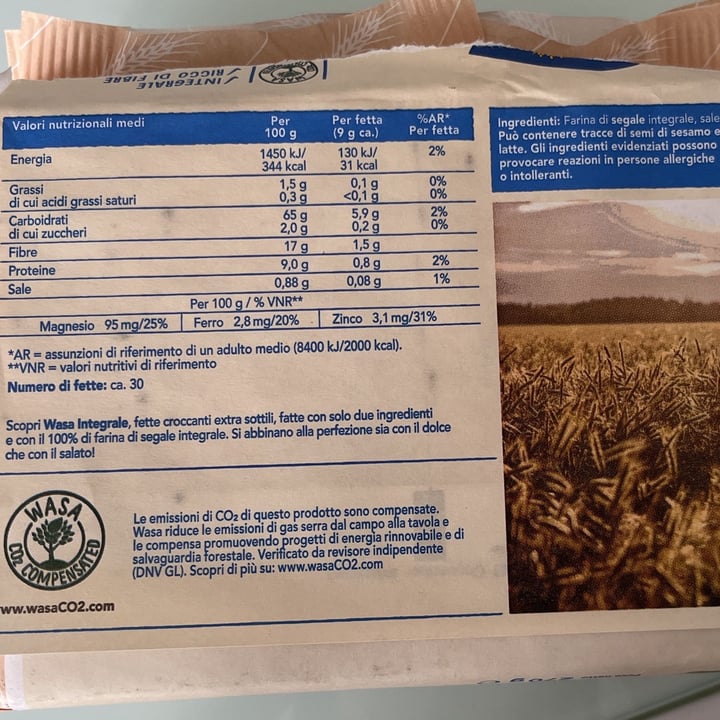 ✓ INTEGRALE
✓ RICCO DI FIBRE
WASA
Valori nutrizionali medi Per 100 g Per fetta (9 g ca.) %AR* Per fetta
Energia 1450 kJ/ 344 kcal 130 kJ/ 31 kcal 2%
Grassi 1,5 g 0,1 g 0%
di cui acidi grassi saturi 0,3 g <0,1 g 0%
Carboidrati 65 g 5,9 g 2%
di cui zuccheri 2,0 g 0,2 g 0%
Fibre 17 g 1,5 g
Proteine 9,0 g 0,8 g 2%
Sale 0,88 g 0,08 g 1%
Per 100 g / % VNR**
Magnesio 95 mg/25% Ferro 2,8 mg/20% Zinco 3,1 mg/31%
*AR = assunzioni di riferimento di un adulto medio (8400 kJ/2000 kcal).
**VNR = valori nutritivi di riferimento
Numero di fette: ca. 30
Scopri Wasa Integrale, fette croccanti extra sottili, fatte con solo due ingredienti
e con il 100% di farina di segale integrale. Si abbinano alla perfezione sia con il dolce
che con il salato!
WASA
CO2 COMPENSATED
ww.wasaCO2.com
Le emissioni di CO2 di questo prodotto sono compensate.
Wasa riduce le emissioni di gas serra dal campo alla tavola e
le compensa promuovendo progetti di energia rinnovabile e di
salvaguardia forestale. Verificato da revisore indipendente
(DNV GL). Scopri di più su: www.wasaCO2.com
Ingredienti: Farina di segale integrale, sale
Può contenere tracce di semi di sesamo e
latte. Gli ingredienti evidenziati possono
provocare reazioni in persone allergiche
o intolleranti.